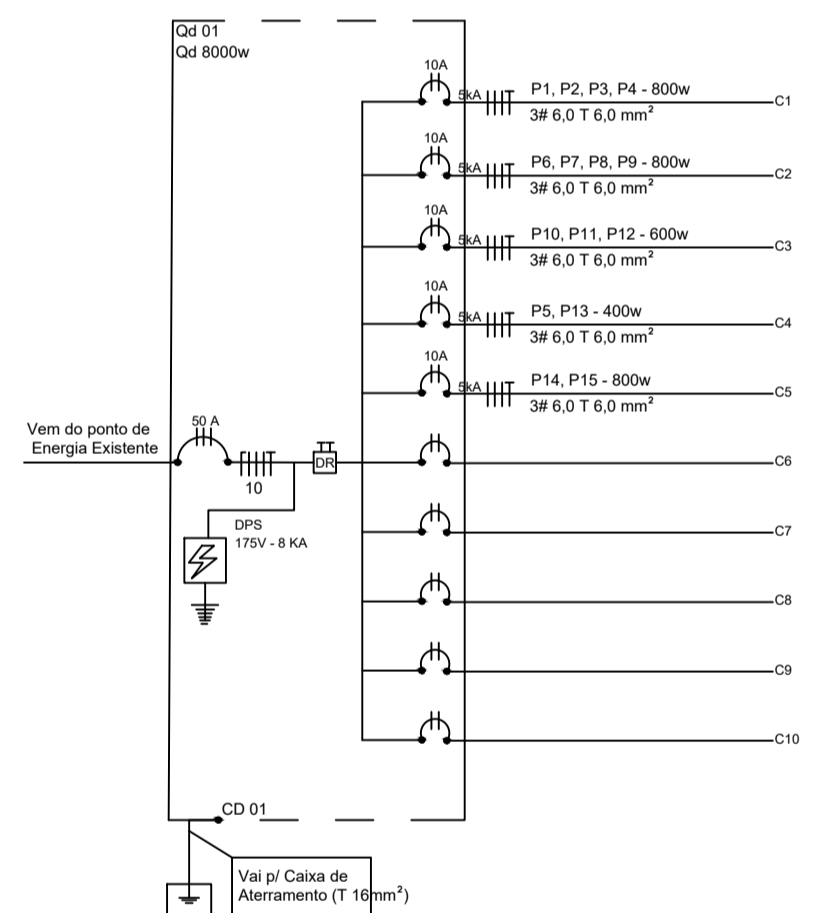 Qd 01
Qd 8000w
10A
5kA
P1, P2, P3, P4 - 800w
3# 6,0 T 6,0 mm²
C1
10A
5kA
P6, P7, P8, P9 - 800w
3# 6,0 T 6,0 mm²
C2
10A
5kA
P10, P11, P12 - 600w
3# 6,0 T 6,0 mm²
C3
10A
5kA
P5, P13 - 400w
3# 6,0 T 6,0 mm²
C4
10A
5kA
P14, P15 - 800w
3# 6,0 T 6,0 mm²
C5
Vem do ponto de
Energia Existente
50 A
10
DR
C6
DPS
175V - 8 KA
C7
C8
C9
C10
CD 01
Vai p/ Caixa de
Aterramento (T 16mm²)